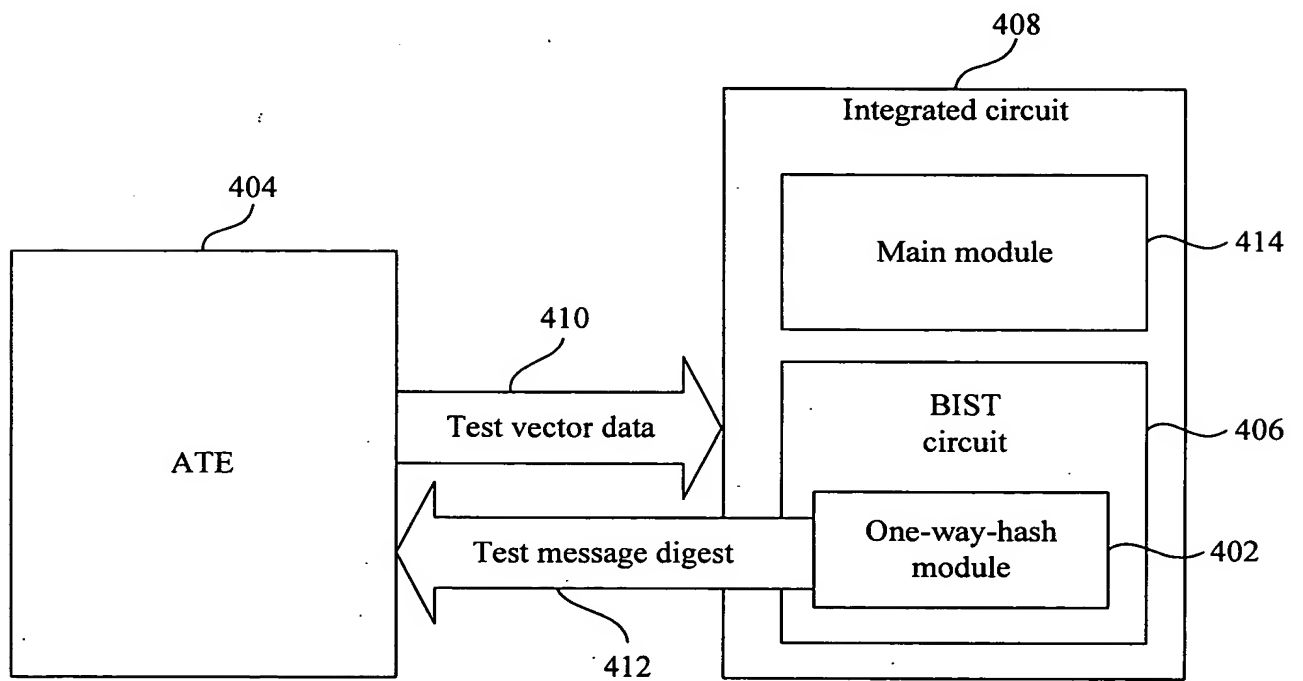 408
Integrated circuit
404
Main module
414
410
Test vector data
BIST
circuit
406
ATE
Test message digest
One-way-hash
module
402
412